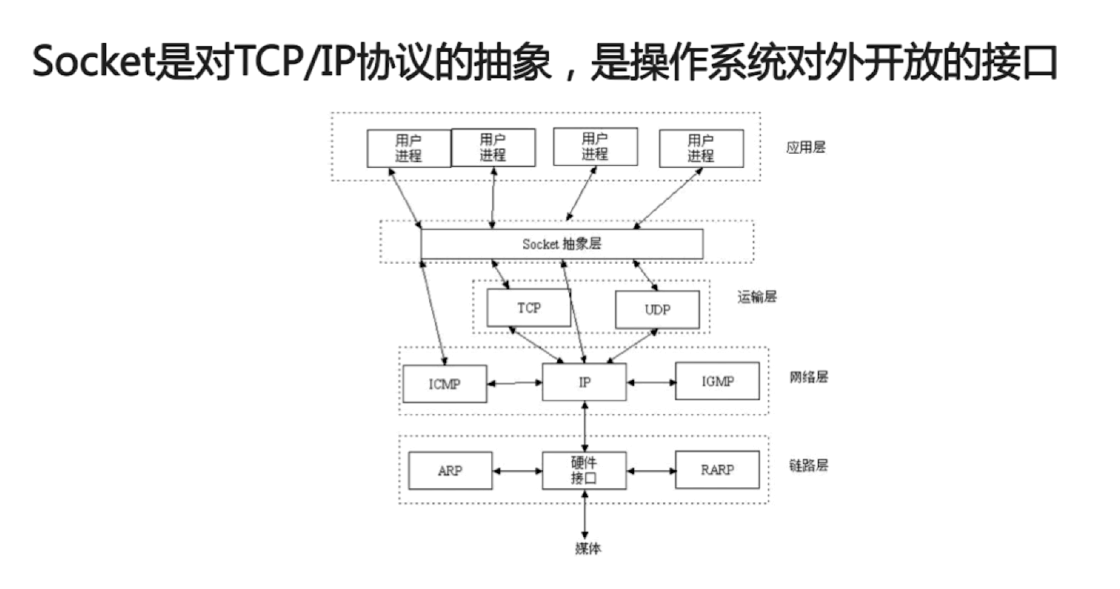 Socket是对TCP/IP协议的抽象，是操作系统对外开放的接口
用户
进程
用户
进程
用户
进程
用户
进程
应用层
Socket 抽象层
TCP
UDP
运输层
ICMP
IP
IGMP
网络层
ARP
硬件
接口
RARP
链路层
媒体